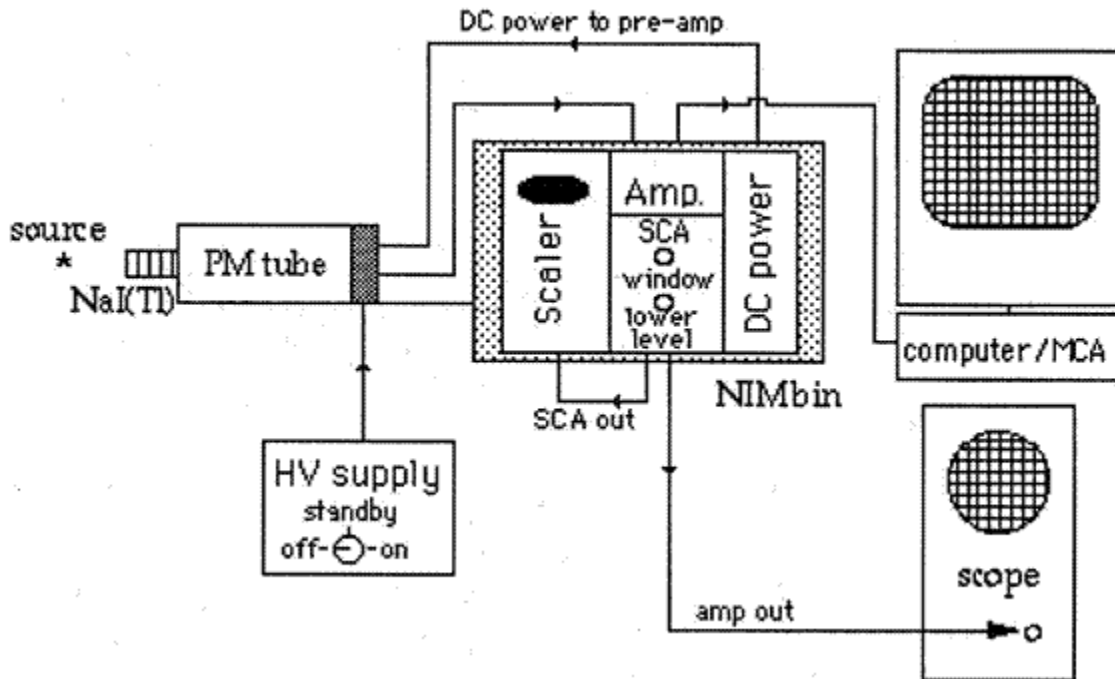 DC power to pre-amp
source
*
NaI(Tl)
PM tube
Scaler
Amp.
SCA
window
lower
level
DC power
computer/MCA
NIMbin
SCA out
HV supply
standby
off
on
amp out
scope